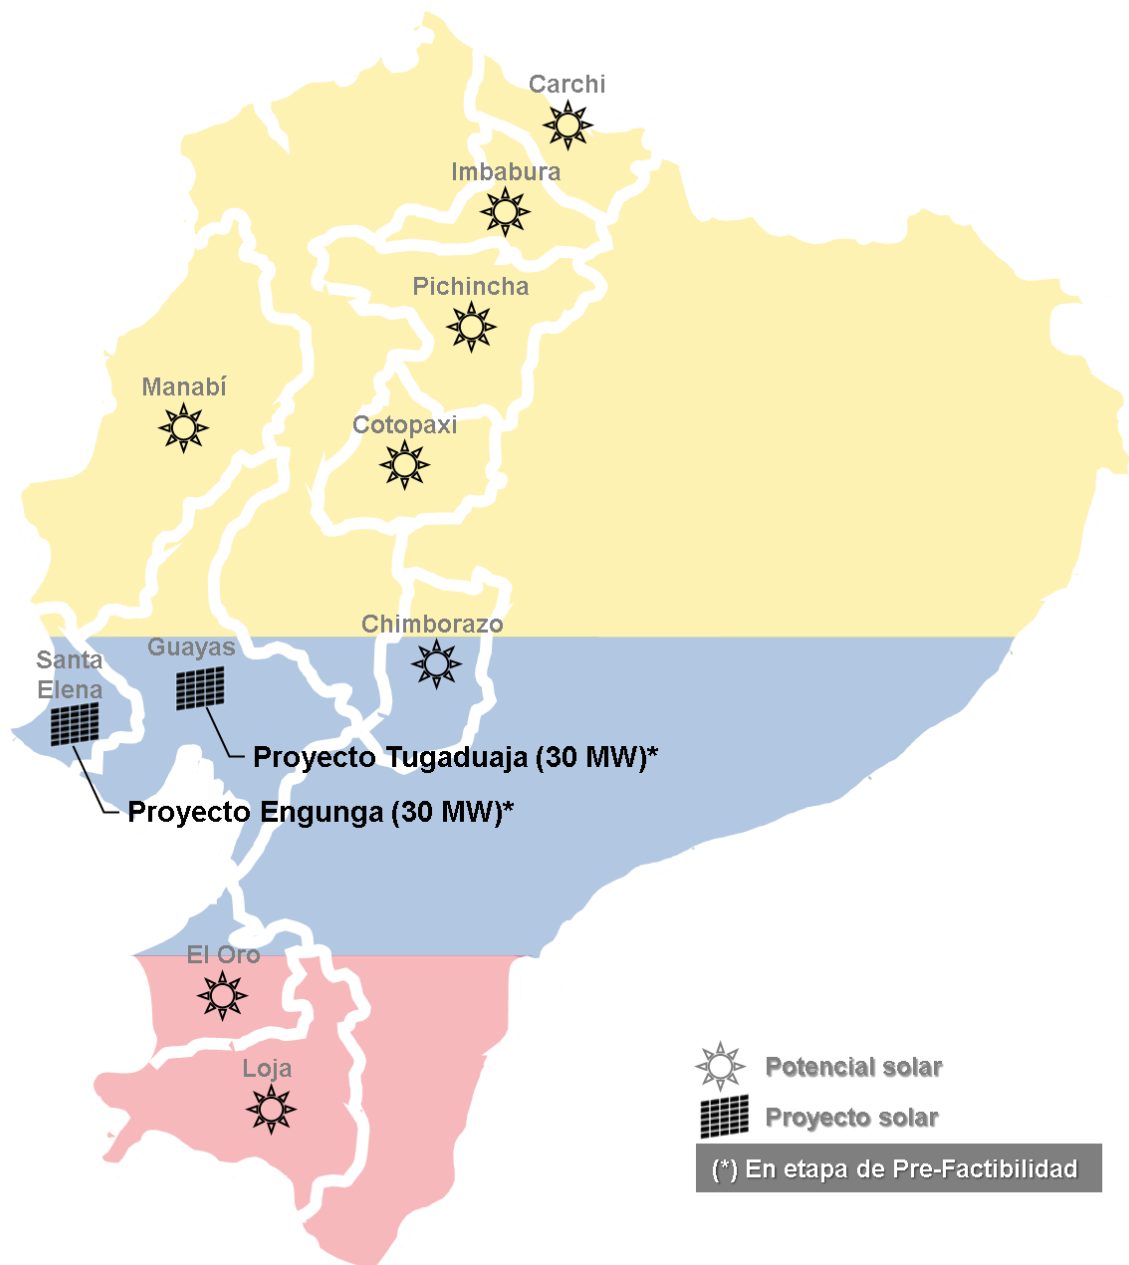 Carchi
Imbabura
Pichincha
Manabí
Cotopaxi
Chimborazo
Guayas
Santa
Elena
Proyecto Tugaduaja (30 MW)*
Proyecto Engunga (30 MW)*
El Oro
Loja
Potencial solar
Proyecto solar
(*) En etapa de Pre-Factibilidad